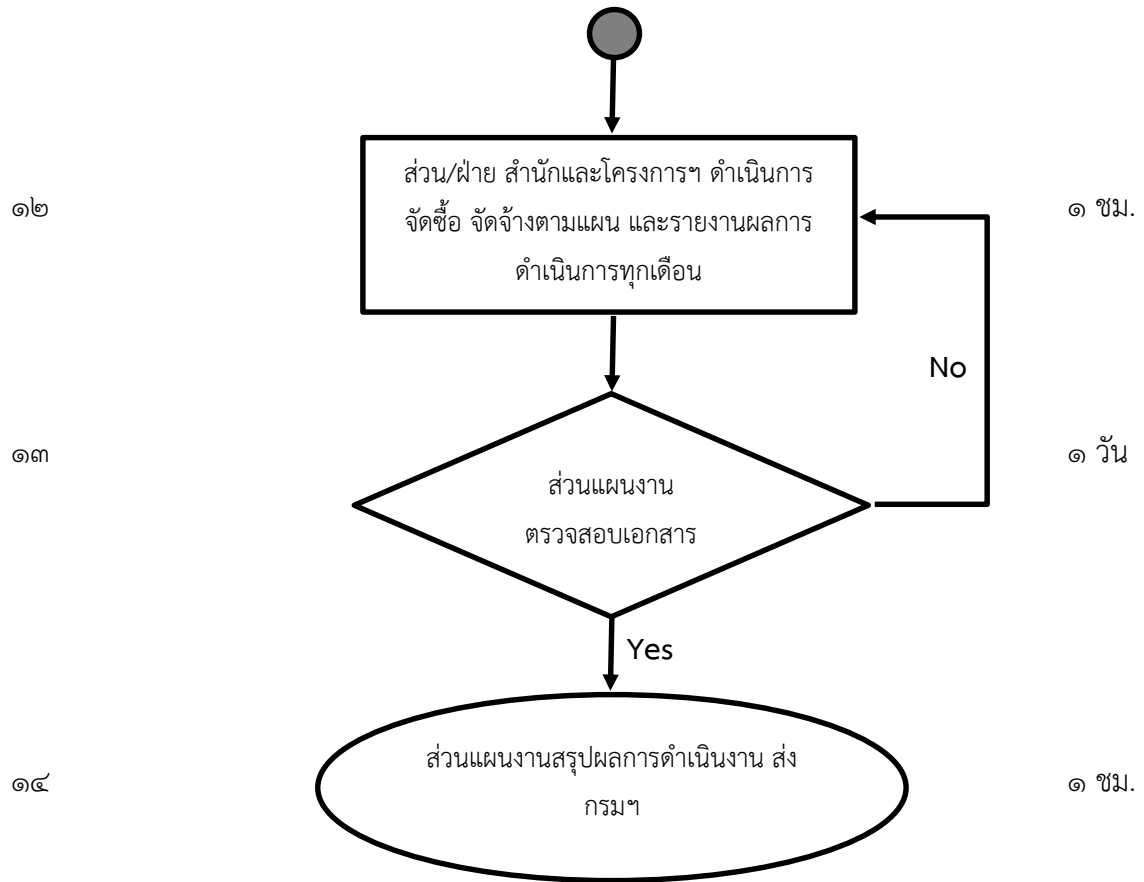 ๑๒
ส่วน/ฝ่าย สำนักและโครงการฯ ดำเนินการ
จัดซื้อ จัดจ้างตามแผน และรายงานผลการ
ดำเนินการทุกเดือน
๑ ชม.
No
๑๓
ส่วนแผนงาน
ตรวจสอบเอกสาร
๑ วัน
Yes
๑๔
ส่วนแผนงานสรุปผลการดำเนินงาน ส่ง
กรมฯ
๑ ชม.